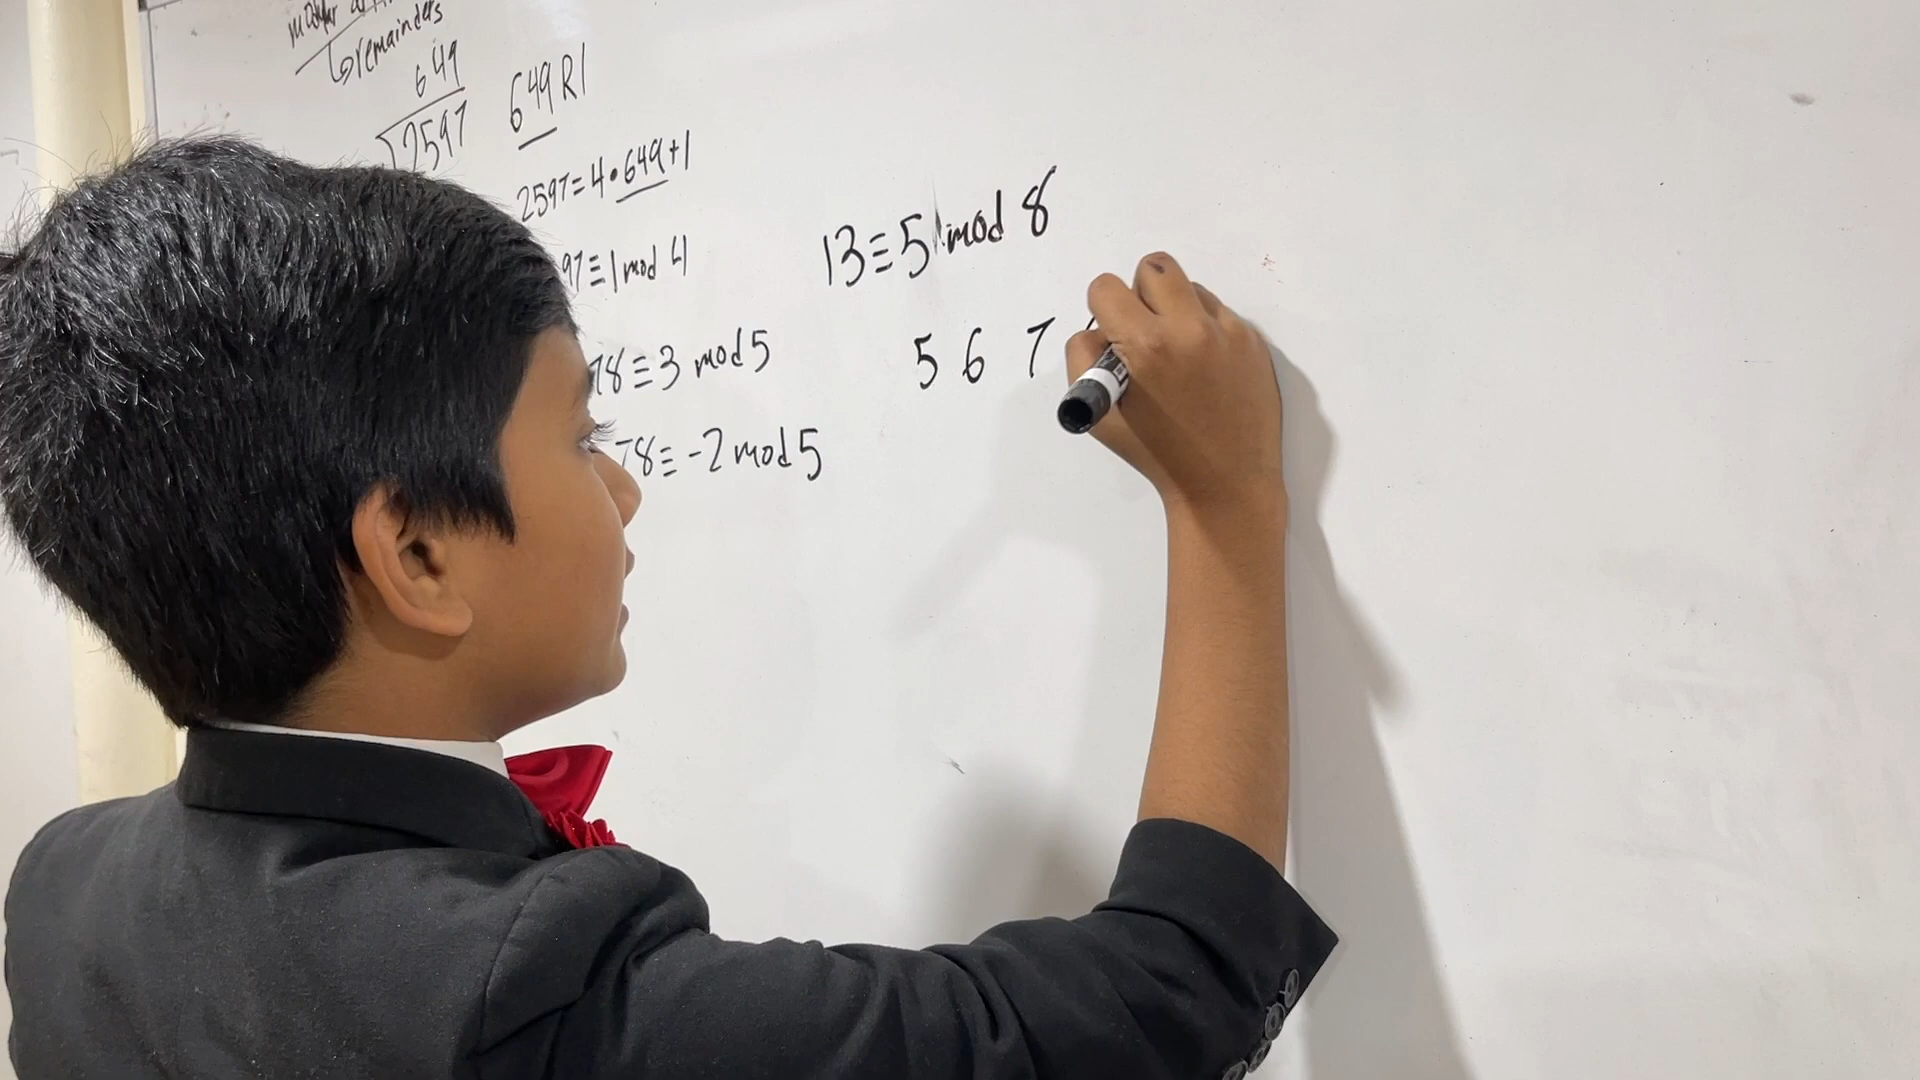 modular
↳remainders
649
2597
649 R1
2597=4•649+1
97≡1 mod 4
78≡3 mod 5
78≡-2 mod 5
13≡5 mod 8
5 6 7